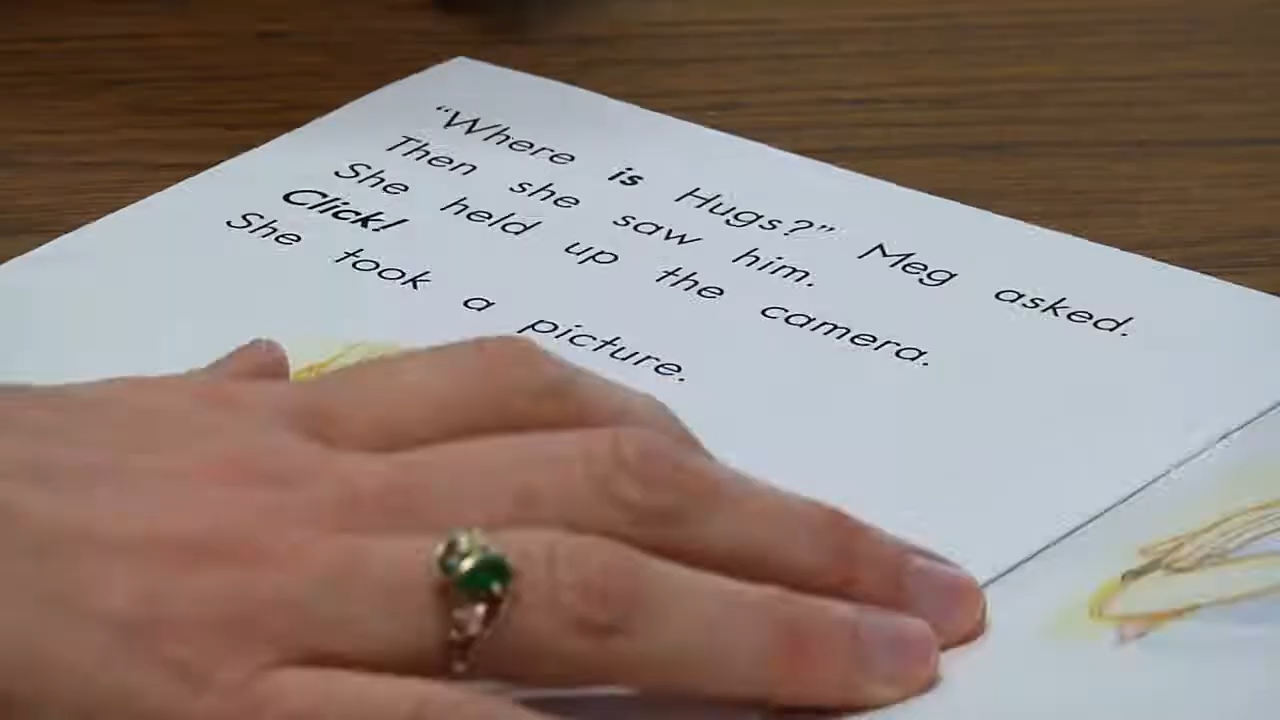 “Where is Hugs?” Meg asked.
Then she saw him.
She held up the camera.
Click!
She took a picture.